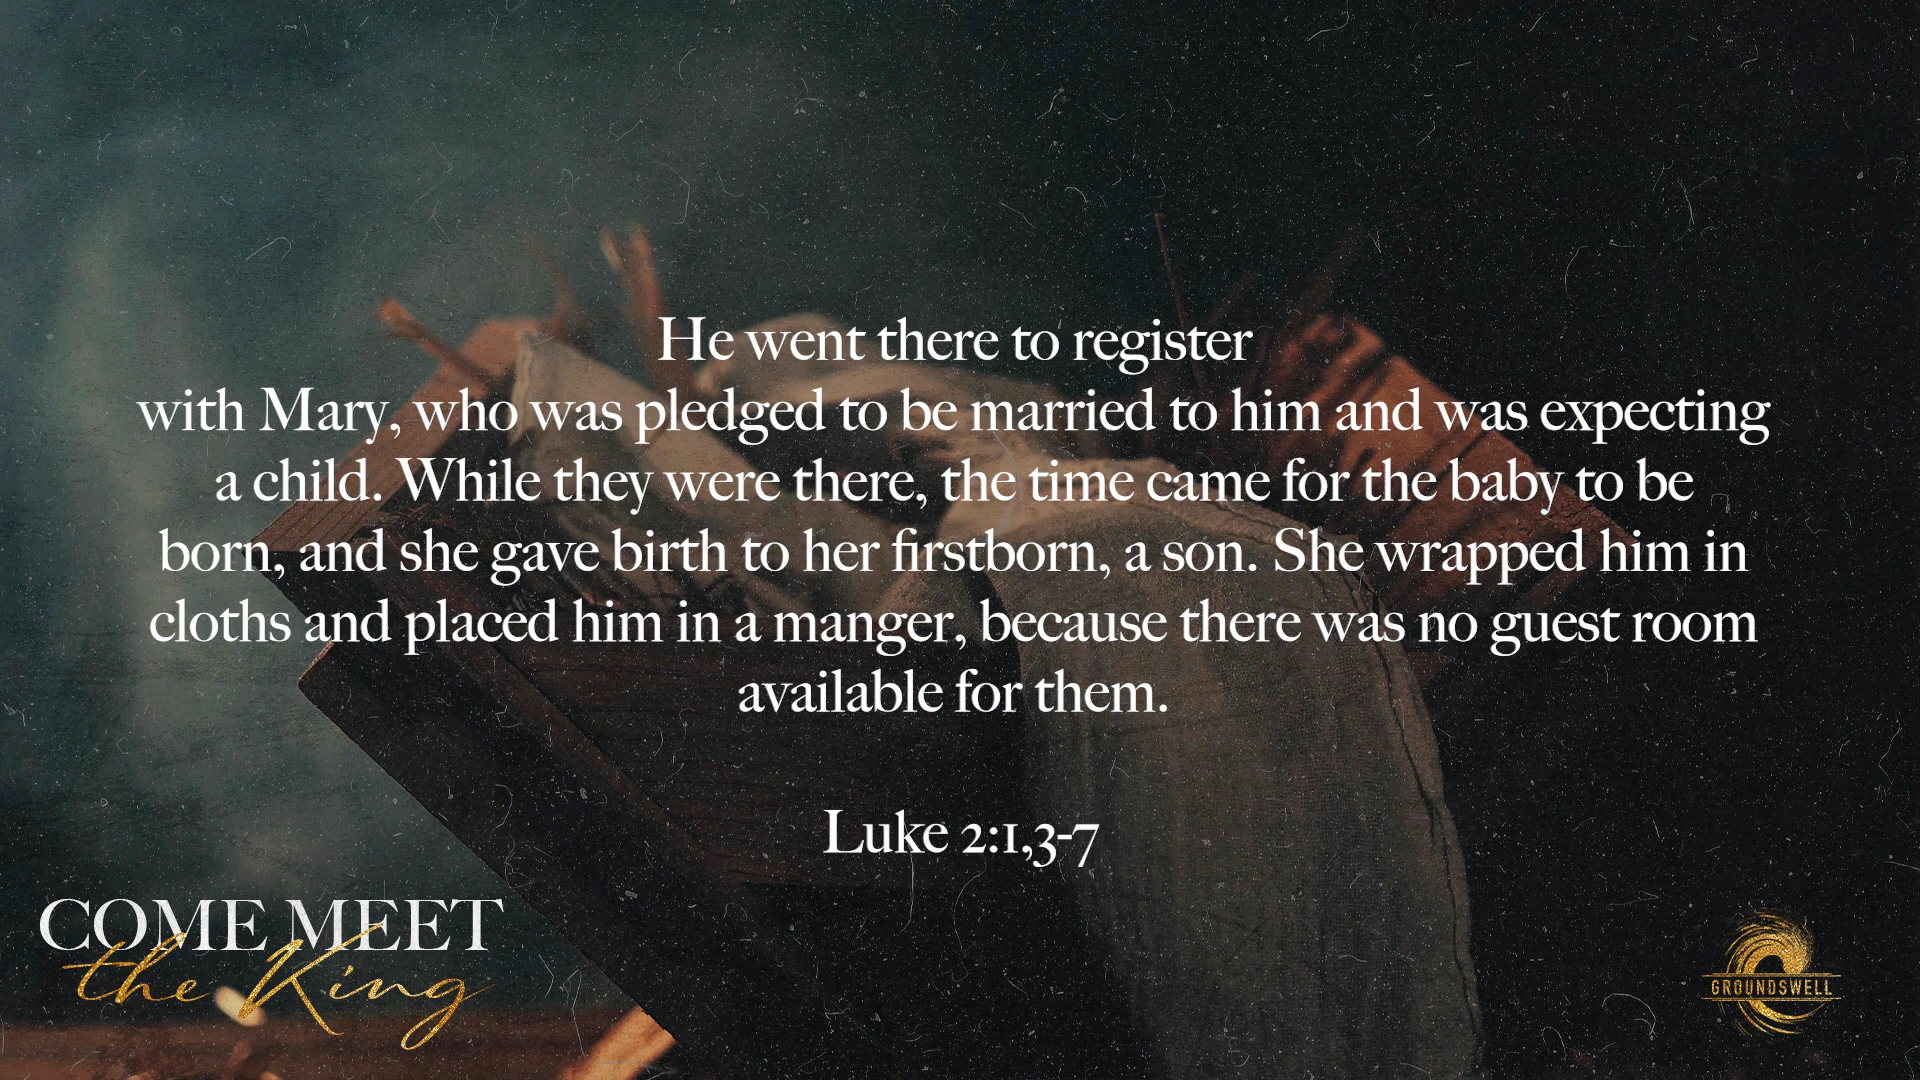 He went there to register
with Mary, who was pledged to be married to him and was expecting
a child. While they were there, the time came for the baby to be
born, and she gave birth to her firstborn, a son. She wrapped him in
cloths and placed him in a manger, because there was no guest room
available for them.
Luke 2:1,3-7
COME MEET
the King
GROUNDSWELL